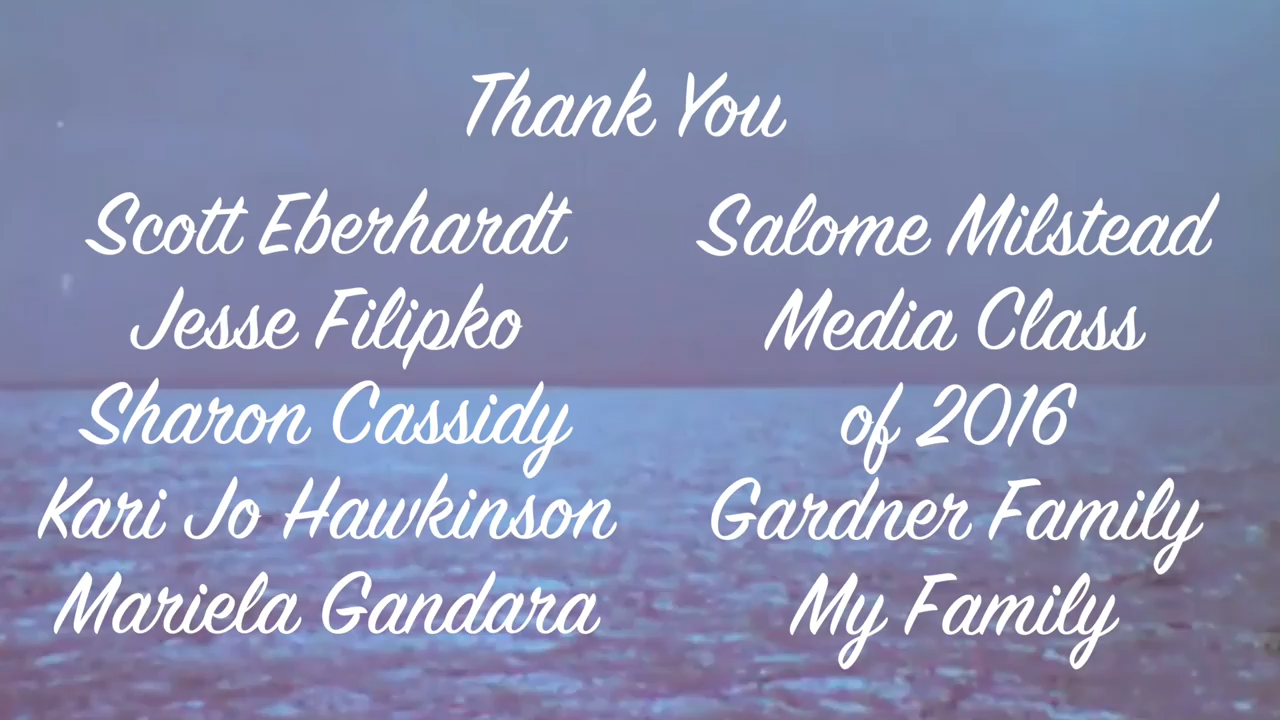 Thank You
Scott Eberhardt
Jesse Filipko
Sharon Cassidy
Kari Jo Hawkinson
Mariela Gandara
Salome Milstead
Media Class
of 2016
Gardner Family
My Family